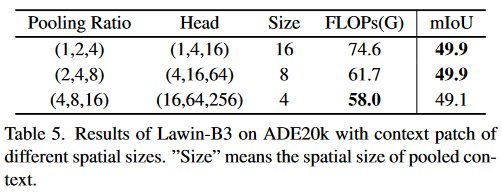 Pooling Ratio Head Size FLOPs(G) mIoU
(1,2,4) (1,4,16) 16 74.6 49.9
(2,4,8) (4,16,64) 8 61.7 49.9
(4,8,16) (16,64,256) 4 58.0 49.1
Table 5. Results of Lawin-B3 on ADE20k with context patch of
different spatial sizes. ”Size” means the spatial size of pooled con-
text.